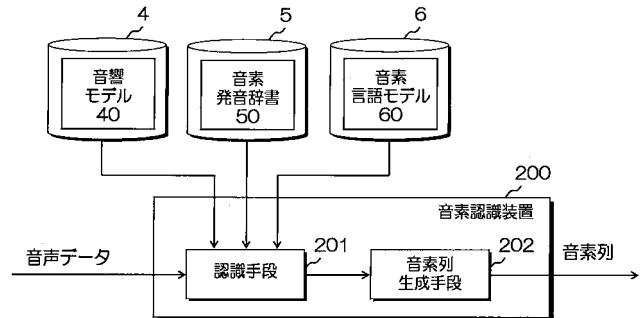 4
5
6
音響
モデル
40
音素
発音辞書
50
音素
言語モデル
60
200
音素認識装置
音声データ
認識手段
201
音素列
生成手段
202
音素列